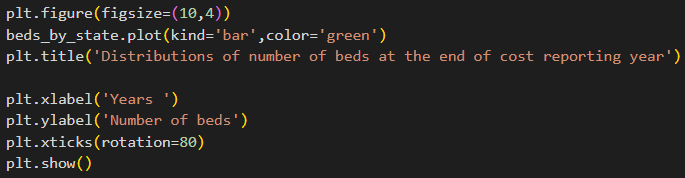 plt.figure(figsize=(10,4))
beds_by_state.plot(kind='bar',color='green')
plt.title('Distributions of number of beds at the end of cost reporting year')
plt.xlabel('Years ')
plt.ylabel('Number of beds')
plt.xticks(rotation=80)
plt.show()